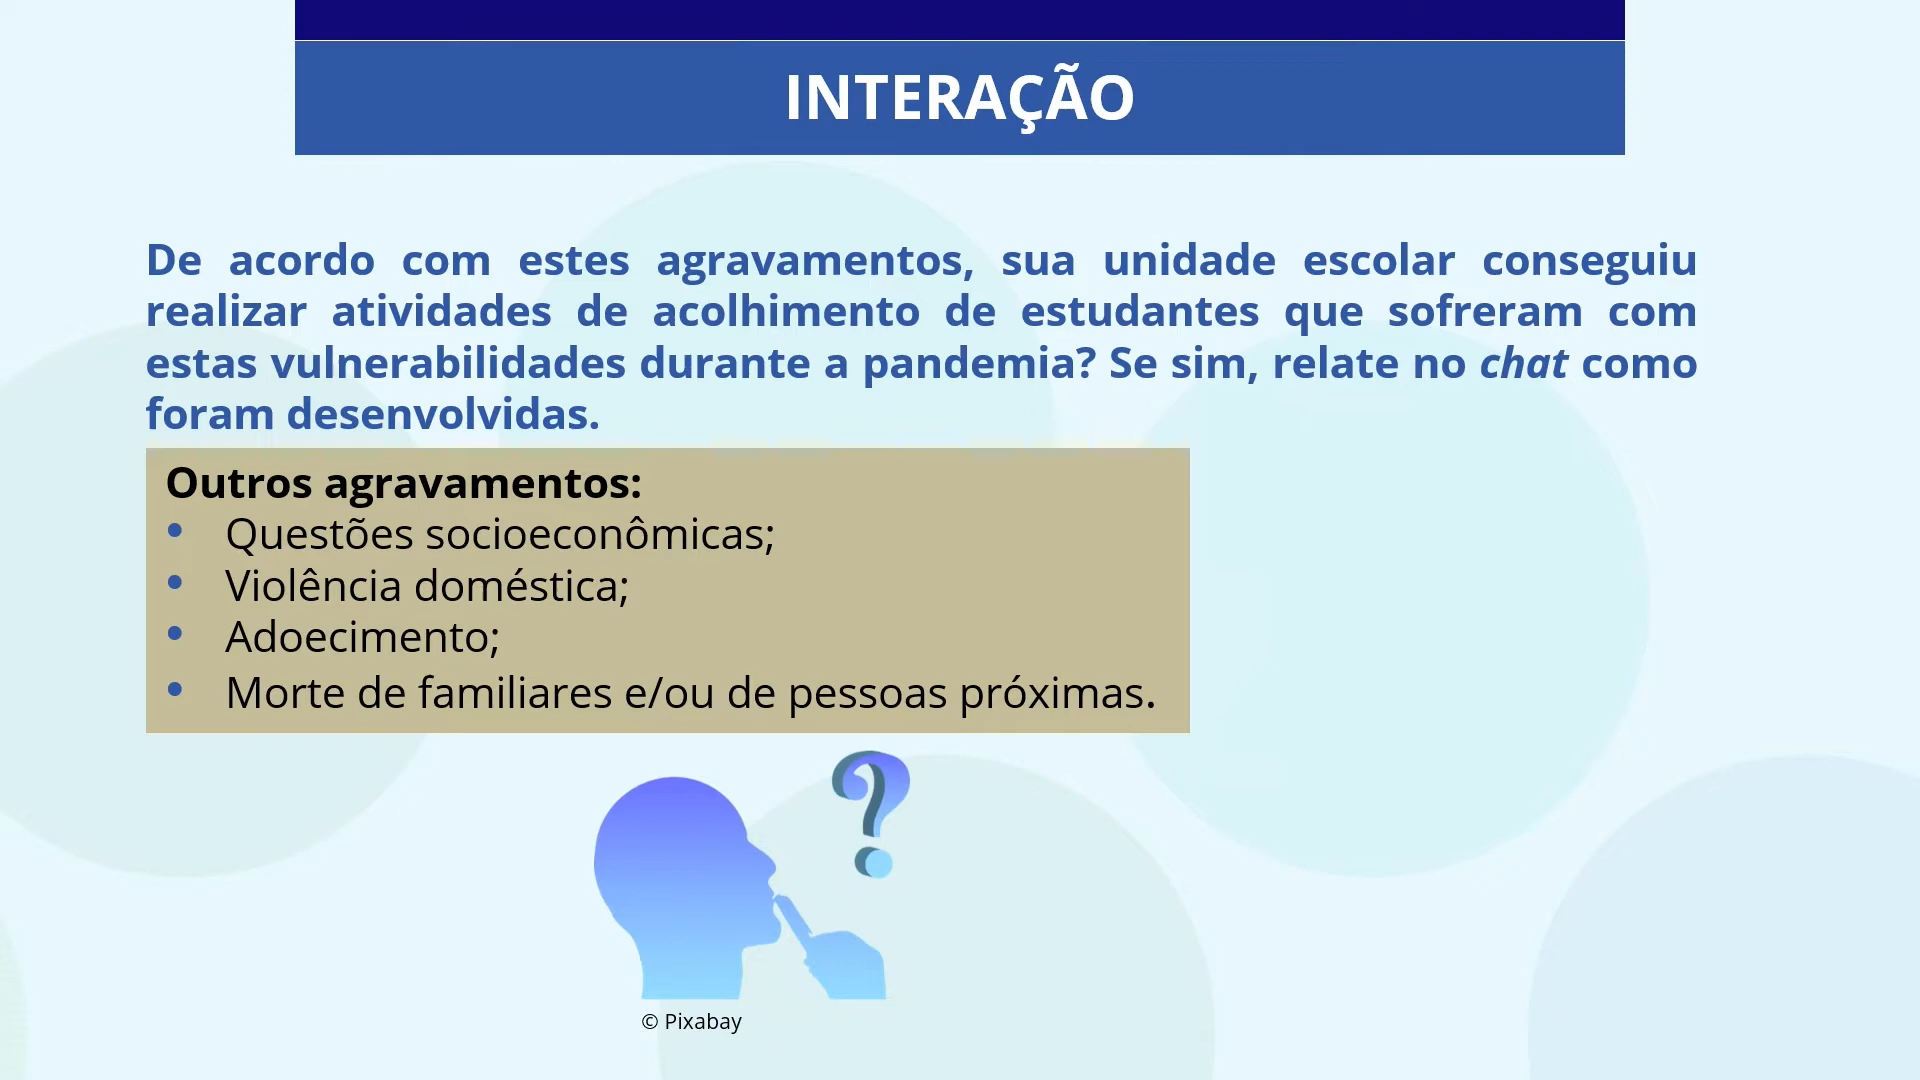 INTERAÇÃO
De acordo com estes agravamentos, sua unidade escolar conseguiu
realizar atividades de acolhimento de estudantes que sofreram com
estas vulnerabilidades durante a pandemia? Se sim, relate no chat como
foram desenvolvidas.
Outros agravamentos:
• Questões socioeconômicas;
• Violência doméstica;
• Adoecimento;
• Morte de familiares e/ou de pessoas próximas.
?
© Pixabay